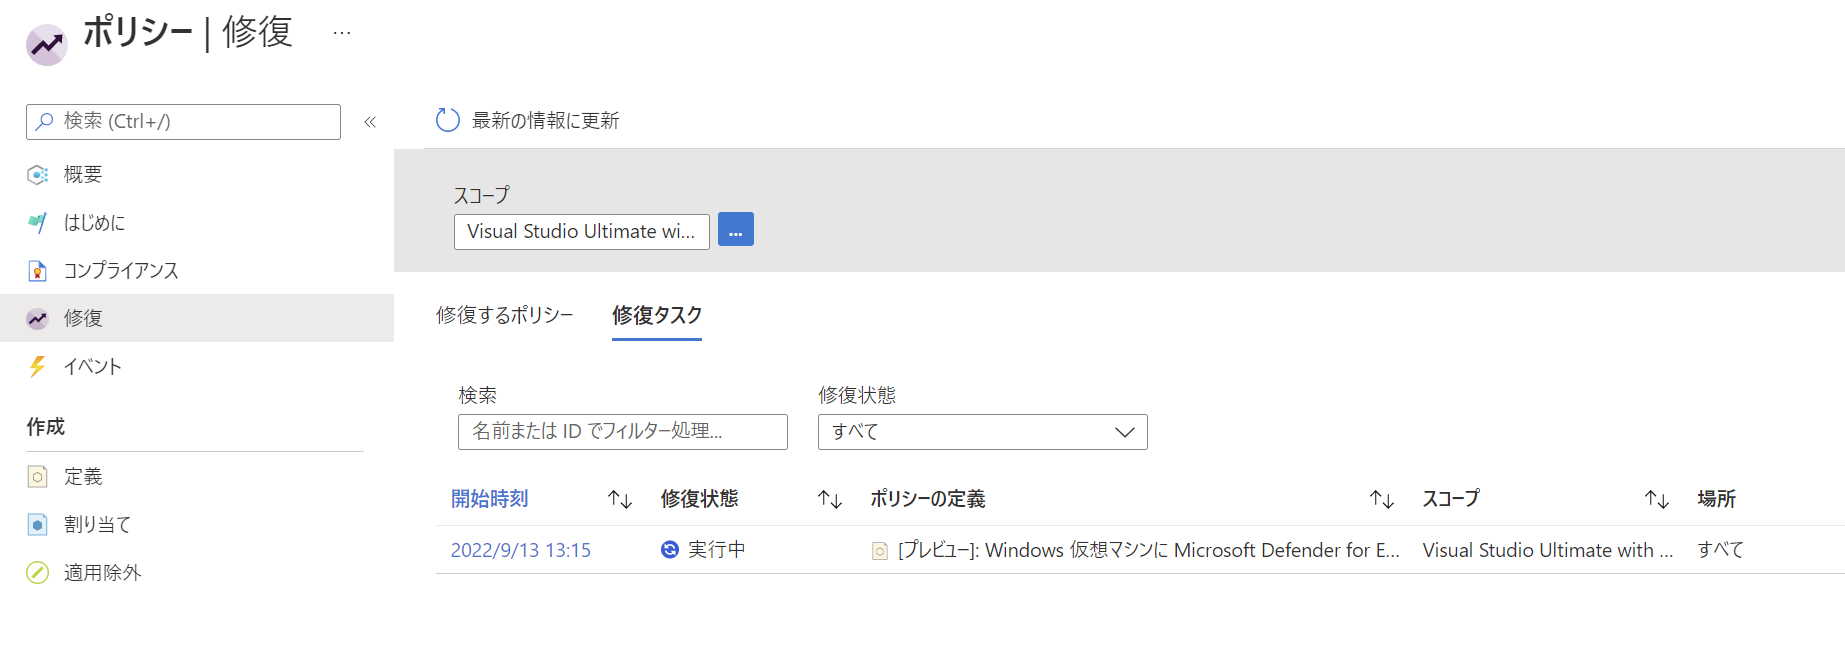 ポリシー | 修復 ...
検索 (Ctrl+/) «
概要
はじめに
コンプライアンス
修復
イベント
作成
定義
割り当て
適用除外
最新の情報に更新
スコープ
Visual Studio Ultimate wi... ...
修復するポリシー 修復タスク
検索 修復状態
名前または ID でフィルター処理... すべて
開始時刻 ↑↓ 修復状態 ↑↓ ポリシーの定義 ↑↓ スコープ ↑↓ 場所
2022/9/13 13:15 実行中 [プレビュー]: Windows 仮想マシンに Microsoft Defender for E... Visual Studio Ultimate with ... すべて